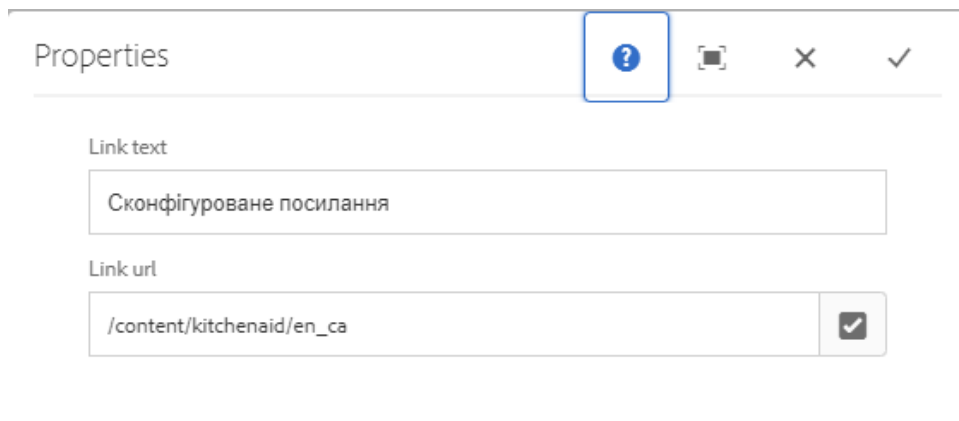 Properties
Link text
Сконфігуроване посилання
Link url
/content/kitchenaid/en_ca